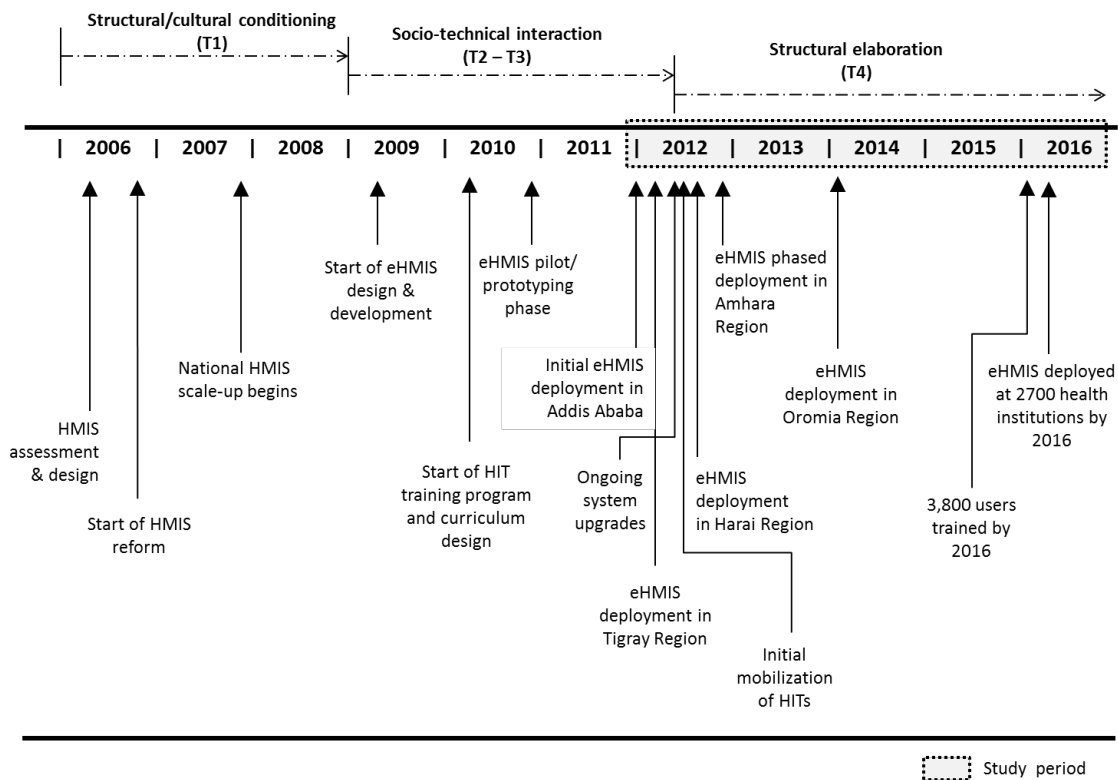 Structural/cultural conditioning
(T1)
Socio-technical interaction
(T2 – T3)
Structural elaboration
(T4)
| 2006 | 2007 | 2008 | 2009 | 2010 | 2011 | 2012 | 2013 | 2014 | 2015 | 2016
HMIS
assessment
& design
Start of HMIS
reform
National HMIS
scale-up begins
Start of eHMIS
design &
development
Start of HIT
training program
and curriculum
design
eHMIS pilot/
prototyping
phase
Initial eHMIS
deployment in
Addis Ababa
Ongoing
system
upgrades
eHMIS
deployment in
Tigray Region
eHMIS phased
deployment in
Amhara
Region
eHMIS
deployment
in Harai Region
Initial
mobilization
of HITs
eHMIS
deployment in
Oromia Region
3,800 users
trained by
2016
eHMIS deployed
at 2700 health
institutions by
2016
Study period